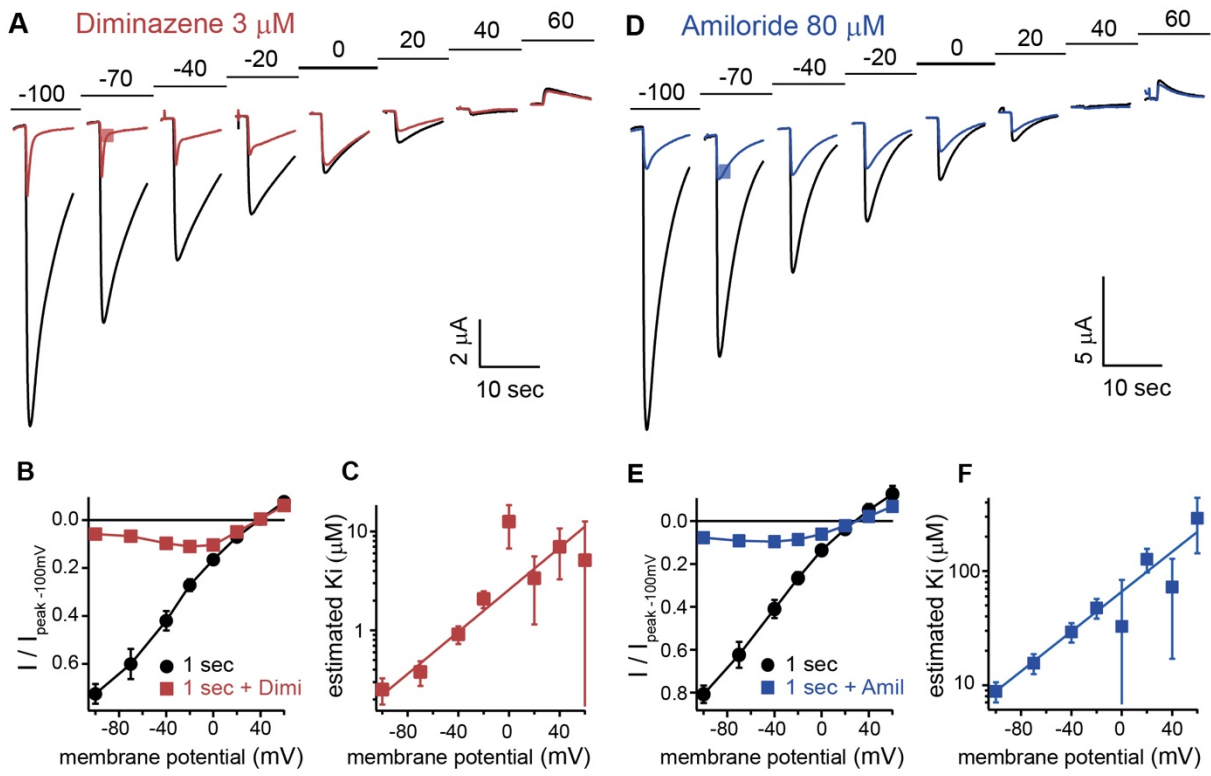 A
Diminazene 3 μM
-100
-70
-40
-20
0
20
40
60
2 μA
10 sec
D
Amiloride 80 μM
-100
-70
-40
-20
0
20
40
60
5 μA
10 sec
B
I / Ipeak -100mV
0.0
0.2
0.4
0.6
1 sec
1 sec + Dimi
-80
-40
0
40
membrane potential (mV)
C
estimated Ki (μM)
10
1
-80
-40
0
40
membrane potential (mV)
E
I / Ipeak -100mV
0.0
0.2
0.4
0.6
0.8
1 sec
1 sec + Amil
-80
-40
0
40
membrane potential (mV)
F
estimated Ki (μM)
100
10
-80
-40
0
40
membrane potential (mV)